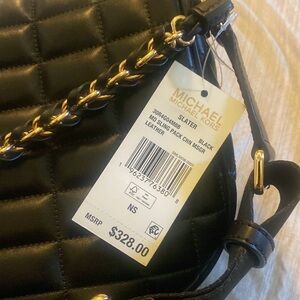 MICHAEL
MICHAEL KORS
SLATER BLACK
MD SLING PACK CHN MSGR
LEATHER
NS
MSRP $328.00